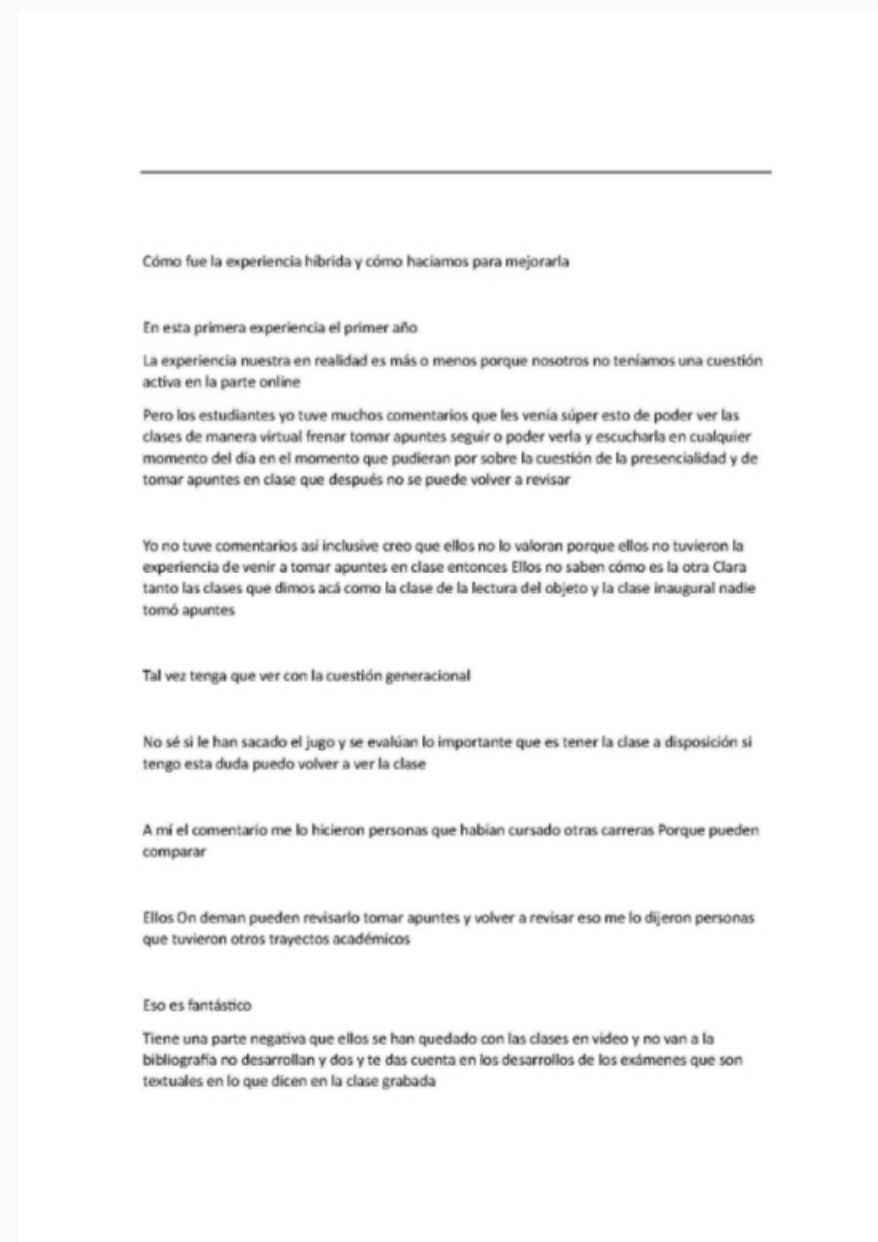 Cómo fue la experiencia híbrida y cómo hacíamos para mejorarla
En esta primera experiencia el primer año
La experiencia nuestra en realidad es más o menos porque nosotros no teníamos una cuestión
activa en la parte online
Pero los estudiantes yo tuve muchos comentarios que les venía súper esto de poder ver las
clases de manera virtual frenar tomar apuntes seguir o poder verla y escucharla en cualquier
momento del día en el momento que pudieran por sobre la cuestión de la presencialidad y de
tomar apuntes en clase que después no se puede volver a revisar
Yo no tuve comentarios así inclusive creo que ellos no lo valoran porque ellos no tuvieron la
experiencia de venir a tomar apuntes en clase entonces Ellos no saben cómo es la otra Clara
tanto las clases que dimos acá como la clase de la lectura del objeto y la clase inaugural nadie
tomó apuntes
Tal vez tenga que ver con la cuestión generacional
No sé si le han sacado el jugo y se evalúan lo importante que es tener la clase a disposición si
tengo esta duda puedo volver a ver la clase
A mí el comentario me lo hicieron personas que habían cursado otras carreras Porque pueden
comparar
Ellos On deman pueden revisarlo tomar apuntes y volver a revisar eso me lo dijeron personas
que tuvieron otros trayectos académicos
Eso es fantástico
Tiene una parte negativa que ellos se han quedado con las clases en video y no van a la
bibliografía no desarrollan y dos y te das cuenta en los desarrollos de los exámenes que son
textuales en lo que dicen en la clase grabada